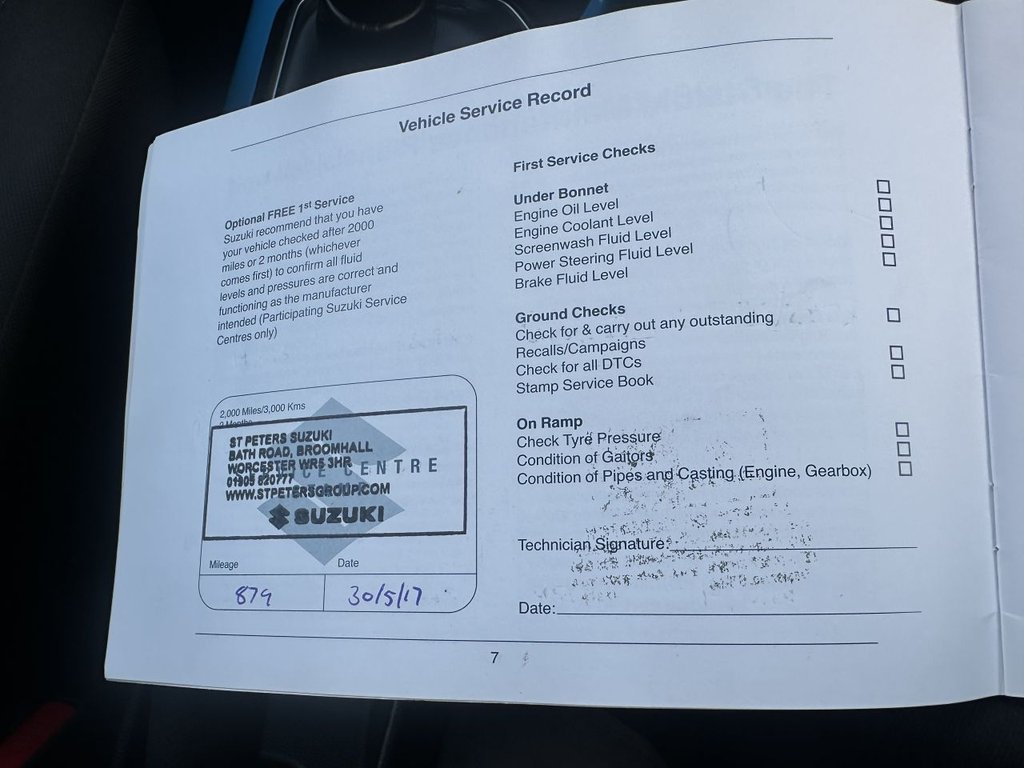 Vehicle Service Record
Optional FREE 1st Service
Suzuki recommend that you have
your vehicle checked after 2000
miles or 2 months (whichever
comes first) to confirm all fluid
levels and pressures are correct and
functioning as the manufacturer
intended (Participating Suzuki Service
Centres only)
2,000 Miles/3,000 Kms
2 Months
ST PETERS SUZUKI
BATH ROAD, BROOMHALL
WORCESTER WR5 3HR
01905 820777
WWW.STPETERSGROUP.COM
SUZUKI
CENTRE
Mileage
Date
879
30/5/17
First Service Checks
Under Bonnet
Engine Oil Level
Engine Coolant Level
Screenwash Fluid Level
Power Steering Fluid Level
Brake Fluid Level
Ground Checks
Check for & carry out any outstanding
Recalls/Campaigns
Check for all DTCs
Stamp Service Book
On Ramp
Check Tyre Pressure
Condition of Gaitors
Condition of Pipes and Casting (Engine, Gearbox)
Technician Signature:
Date:
7